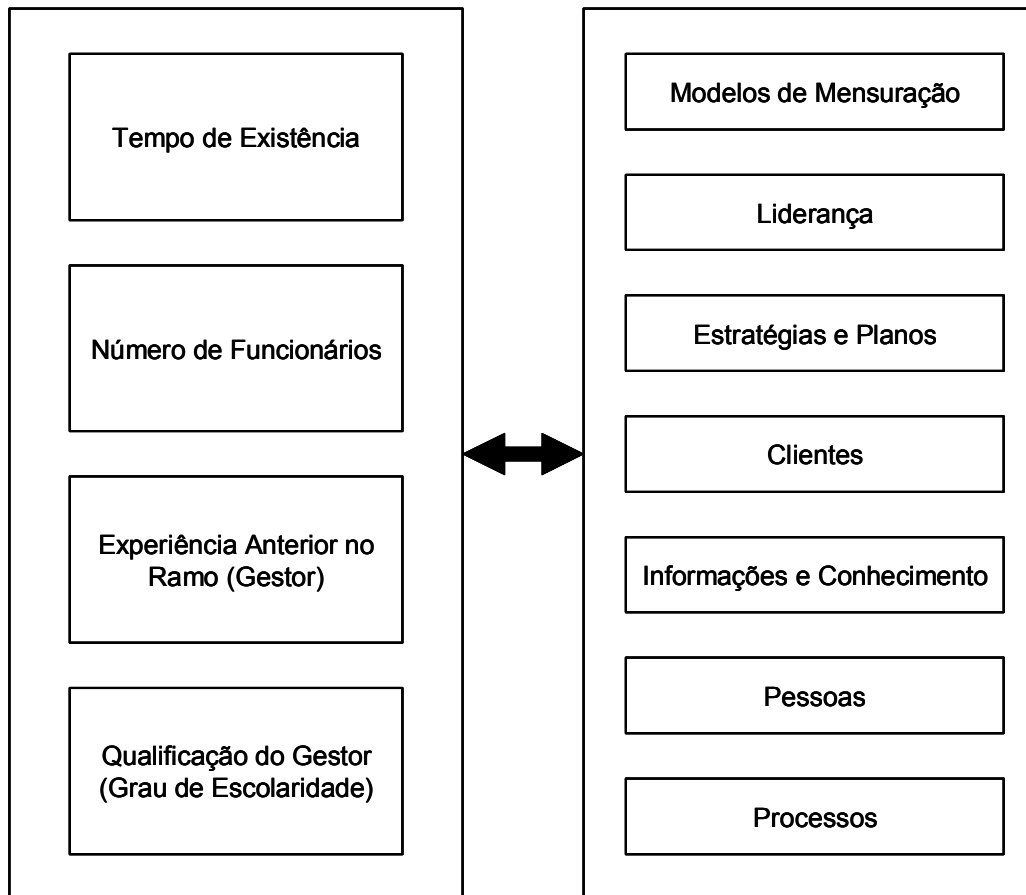 Tempo de Existência
Número de Funcionários
Experiência Anterior no
Ramo (Gestor)
Qualificação do Gestor
(Grau de Escolaridade)
Modelos de Mensuração
Liderança
Estratégias e Planos
Clientes
Informações e Conhecimento
Pessoas
Processos